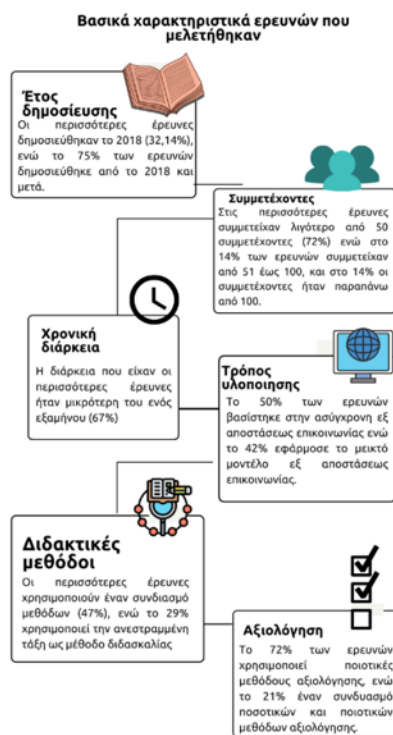 Βασικά χαρακτηριστικά ερευνών που
μελετήθηκαν
Έτος
δημοσίευσης
Οι περισσότερες έρευνες
δημοσιεύθηκαν το 2018 (32,14%),
ενώ το 75% των ερευνών
δημοσιεύθηκε από το 2018 και
μετά.
Συμμετέχοντες
Στις περισσότερες έρευνες
συμμετείχαν λιγότερο από 50
συμμετέχοντες (72%) ενώ στο
14% των ερευνών συμμετείχαν
από 51 έως 100, και στο 14% οι
συμμετέχοντες ήταν παραπάνω
από 100.
Χρονική
διάρκεια
Η διάρκεια που είχαν οι
περισσότερες έρευνες
ήταν μικρότερη του ενός
εξαμήνου (67%)
Τρόπος
υλοποιησης
Το 50% των ερευνών
βασίστηκε στην ασύγχρονη εξ
αποστάσεως επικοινωνίας ενώ
το 42% εφάρμοσε το μεικτό
μοντέλο εξ αποστάσεως
επικοινωνίας.
Διδακτικές
μεθόδοι
Οι περισσότερες έρευνες
χρησιμοποιούν έναν συνδιασμό
μεθόδων (47%), ενώ το 29%
χρησιμοποιεί την ανεστραμμένη
τάξη ως μέθοδο διδασκαλίας
Αξιολόγηση
Το 72% των ερευνών
χρησιμοποιεί ποιοτικές
μεθόδους αξιολόγησης, ενώ
το 21% έναν συνδυασμό
ποσοτικών και ποιοτικών
μεθόδων αξιολόγησης.